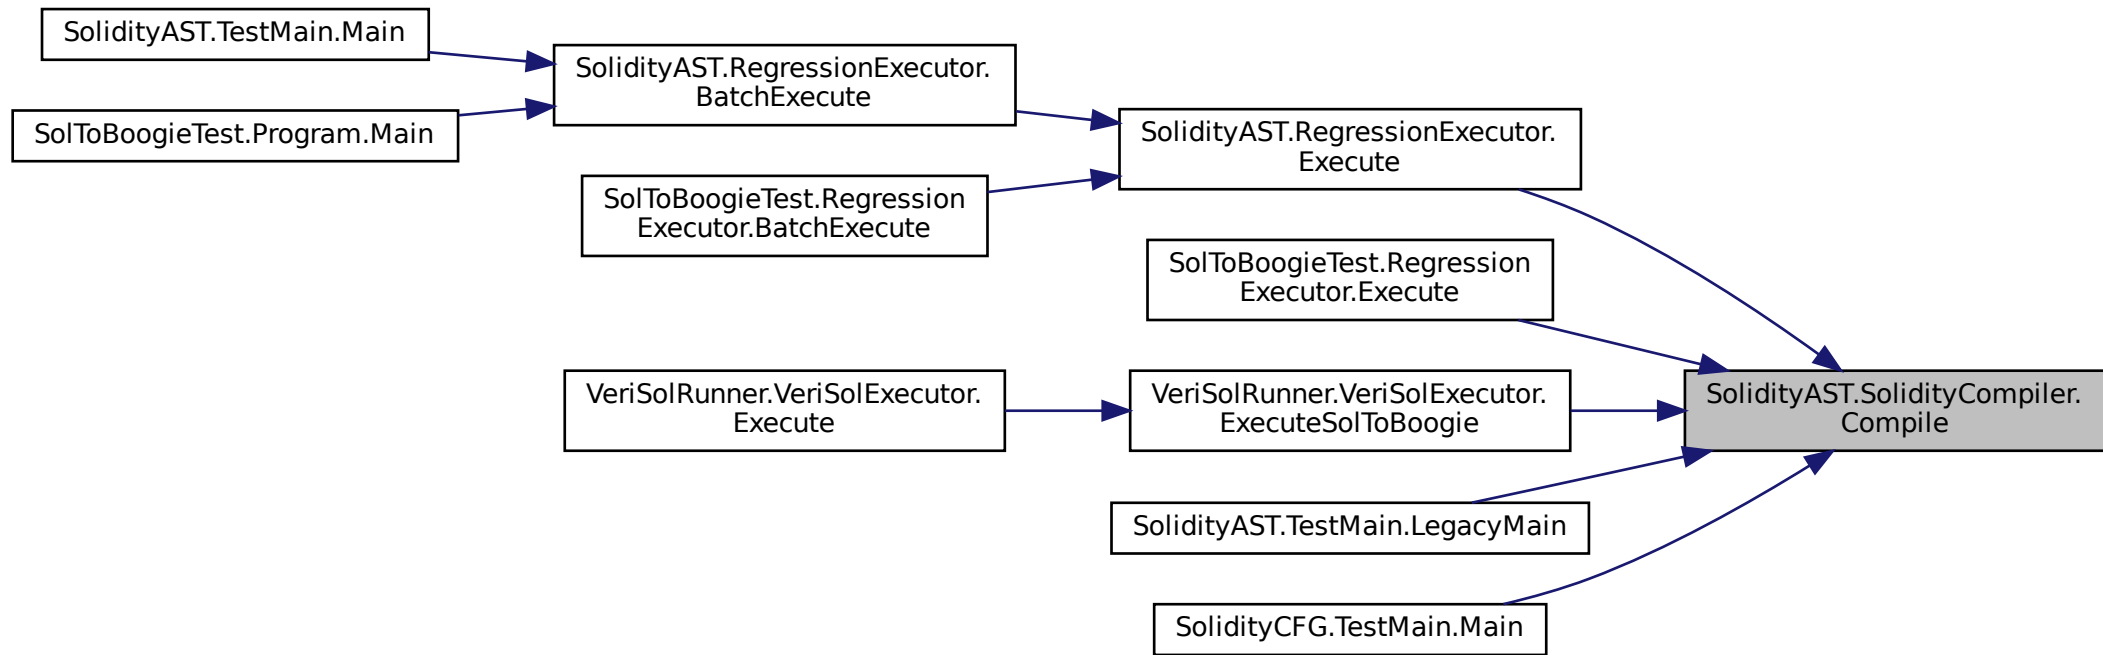 SolidityAST.TestMain.Main
SolToBoogieTest.Program.Main
SolidityAST.RegressionExecutor.
BatchExecute
SolToBoogieTest.Regression
Executor.BatchExecute
SolidityAST.RegressionExecutor.
Execute
SolToBoogieTest.Regression
Executor.Execute
VeriSolRunner.VeriSolExecutor.
Execute
VeriSolRunner.VeriSolExecutor.
ExecuteSolToBoogie
SolidityAST.SolidityCompiler.
Compile
SolidityAST.TestMain.LegacyMain
SolidityCFG.TestMain.Main